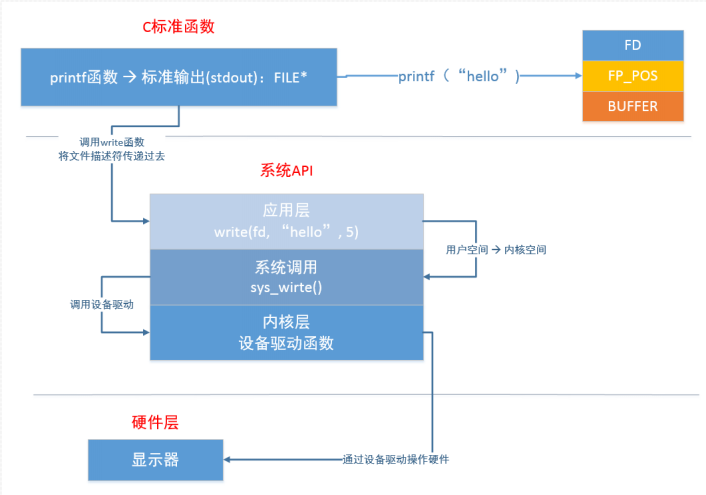 C标准函数
printf函数 → 标准输出(stdout)：FILE*
printf（“hello”）
FD
FP_POS
BUFFER
调用write函数
将文件描述符传递过去
系统API
应用层
write(fd, “hello”, 5)
用户空间 → 内核空间
系统调用
sys_wirte()
调用设备驱动
内核层
设备驱动函数
硬件层
显示器
通过设备驱动操作硬件